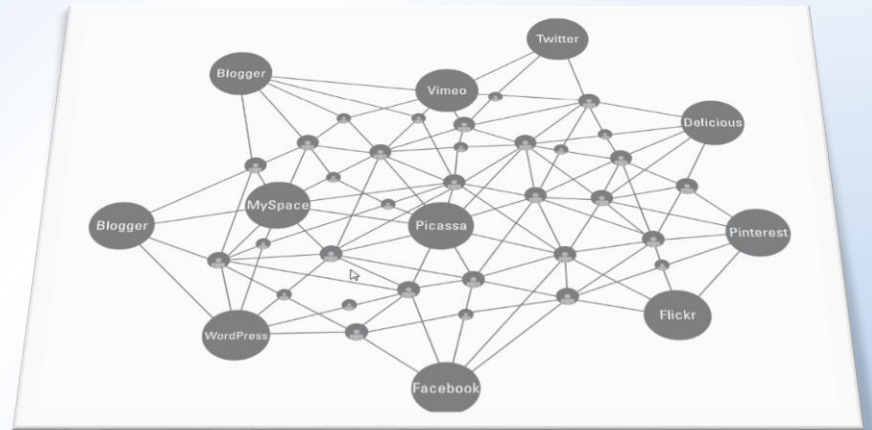 Twitter
Blogger
Vimeo
Delicious
MySpace
Blogger
Picassa
Pinterest
Flickr
WordPress
Facebook